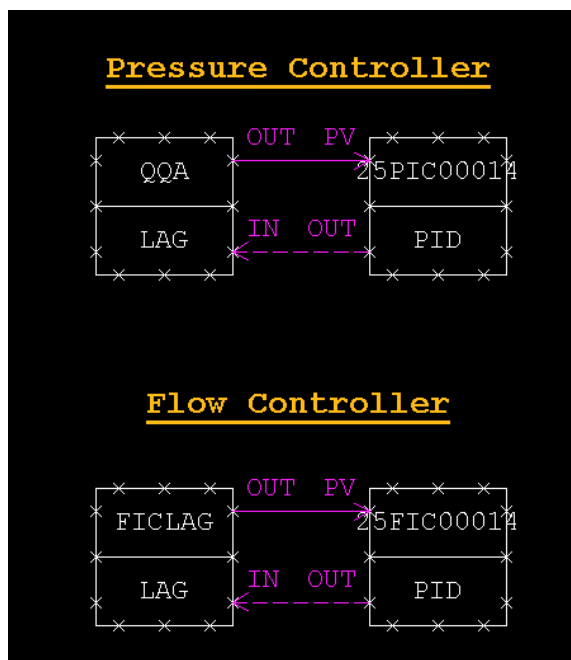 Pressure Controller
OUT PV
QQA 25PIC00014
IN OUT
LAG PID
Flow Controller
OUT PV
FICLAG 25FIC00014
IN OUT
LAG PID